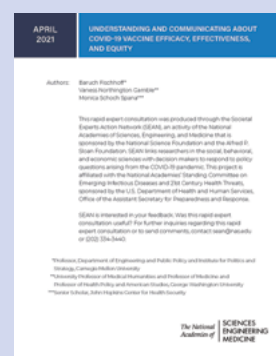 APRIL
2021
UNDERSTANDING AND COMMUNICATING ABOUT
COVID-19 VACCINE EFFICACY, EFFECTIVENESS,
AND EQUITY
Authors: Baruch Fischhoff*
Vaness Northington Gamble**
Monica Schoch-Spana***
This rapid expert consultation was produced through the Societal
Experts Action Network (SEAN), an activity of the National
Academies of Sciences, Engineering, and Medicine that is
sponsored by the National Science Foundation and the Alfred P.
Sloan Foundation. SEAN links researchers in the social, behavioral,
and economic sciences with decision makers to respond to policy
questions arising from the COVID-19 pandemic. This project is
affiliated with the National Academies' Standing Committee on
Emerging Infectious Diseases and 21st Century Health Threats,
sponsored by the U.S. Department of Health and Human Services,
Office of the Assistant Secretary for Preparedness and Response.
SEAN is interested in your feedback. Was this rapid expert
consultation useful? For further inquiries regarding this rapid
expert consultation or to send comments, contact sean@nas.edu
or (202) 334-3440.
*Professor, Department of Engineering and Public Policy and Institute for Politics and
Strategy, Carnegie Mellon University
**University Professor of Medical Humanities and Professor of Medicine and
Professor of Health Policy and American Studies, George Washington University
***Senior Scholar, John Hopkins Center for Health Security
The National
Academies of
SCIENCES
ENGINEERING
MEDICINE